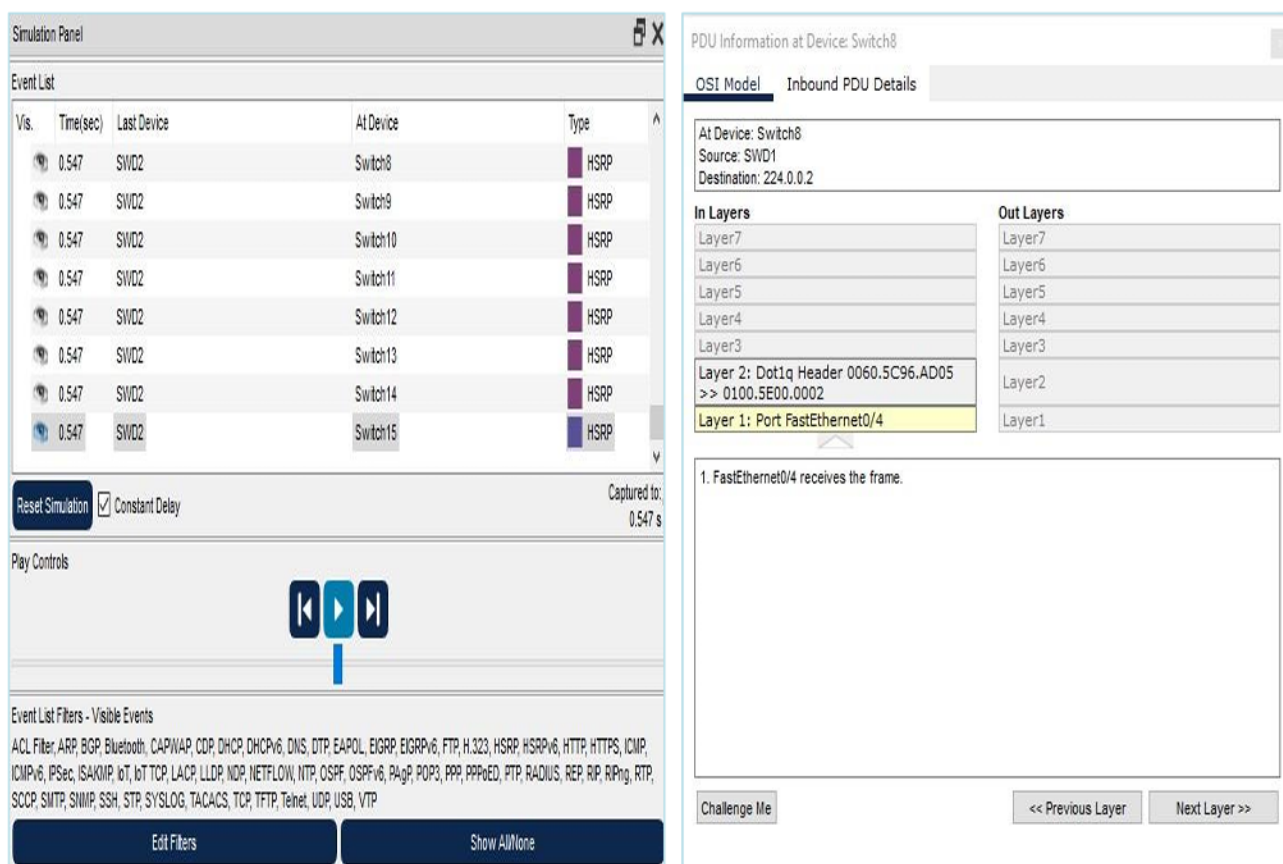 Simulation Panel
Event List
Vis. Time(sec) Last Device At Device Type
0.547 SWD2 Switch8 HSRP
0.547 SWD2 Switch9 HSRP
0.547 SWD2 Switch10 HSRP
0.547 SWD2 Switch11 HSRP
0.547 SWD2 Switch12 HSRP
0.547 SWD2 Switch13 HSRP
0.547 SWD2 Switch14 HSRP
0.547 SWD2 Switch15 HSRP
Reset Simulation Constant Delay Captured to:
0.547 s
Play Controls
Event List Filters - Visible Events
ACL Filter, ARP, BGP, Bluetooth, CAPWAP, CDP, DHCP, DHCPv6, DNS, DTP, EAPOL, EIGRP, EIGRPv6, FTP, H.323, HSRP, HSRPv6, HTTP, HTTPS, ICMP,
ICMPv6, IPSec, ISAKMP, IoT, IoT TCP, LACP, LLDP, NDP, NETFLOW, NTP, OSPF, OSPFv6, PAgP, POP3, PPP, PPPoED, PTP, RADIUS, REP, RIP, RIPng, RTP,
SCCP, SMTP, SNMP, SSH, STP, SYSLOG, TACACS, TCP, TFTP, Telnet, UDP, USB, VTP
Edit Filters Show All/None
PDU Information at Device: Switch8
OSI Model Inbound PDU Details
At Device: Switch8
Source: SWD1
Destination: 224.0.0.2
In Layers Out Layers
Layer7 Layer7
Layer6 Layer6
Layer5 Layer5
Layer4 Layer4
Layer3 Layer3
Layer 2: Dot1q Header 0060.5C96.AD05
>> 0100.5E00.0002 Layer2
Layer 1: Port FastEthernet0/4 Layer1
1. FastEthernet0/4 receives the frame.
Challenge Me << Previous Layer Next Layer >>